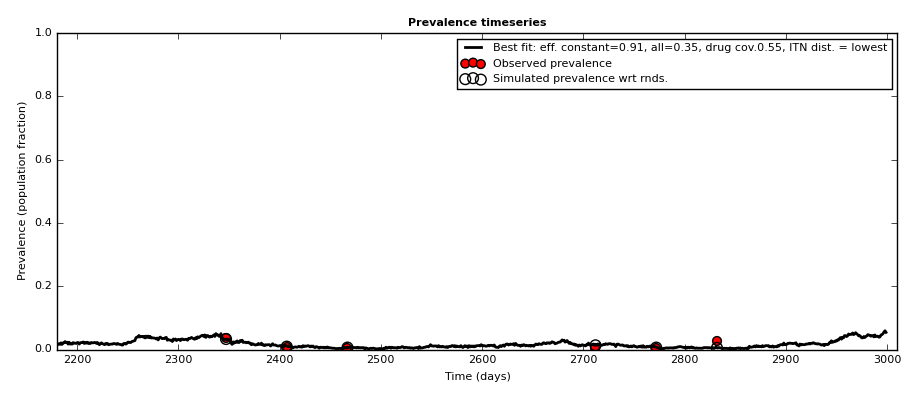 Prevalence timeseries
1.0
0.8
0.6
0.4
0.2
0.0
Prevalence (population fraction)
Best fit: eff. constant=0.91, all=0.35, drug cov.0.55, ITN dist. = lowest
Observed prevalence
Simulated prevalence wrt rnds.
2200 2300 2400 2500 2600 2700 2800 2900 3000
Time (days)